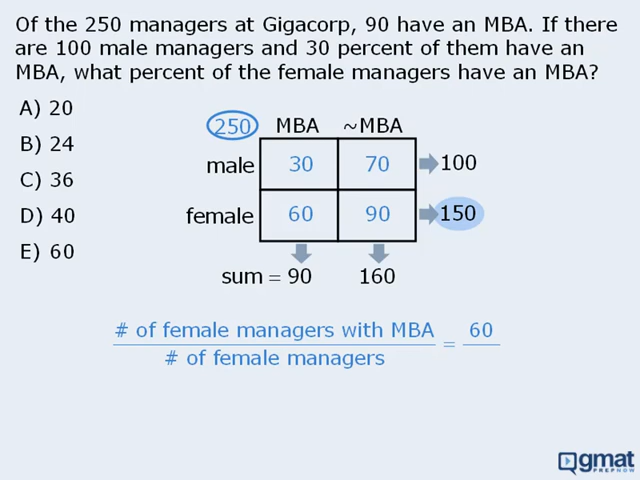 Of the 250 managers at Gigacorp, 90 have an MBA. If there
are 100 male managers and 30 percent of them have an
MBA, what percent of the female managers have an MBA?
A) 20
B) 24
C) 36
D) 40
E) 60
250 MBA ~MBA
male 30 70 100
female 60 90 150
sum = 90 160
# of female managers with MBA
# of female managers
= 60
gmat
PREPNOW